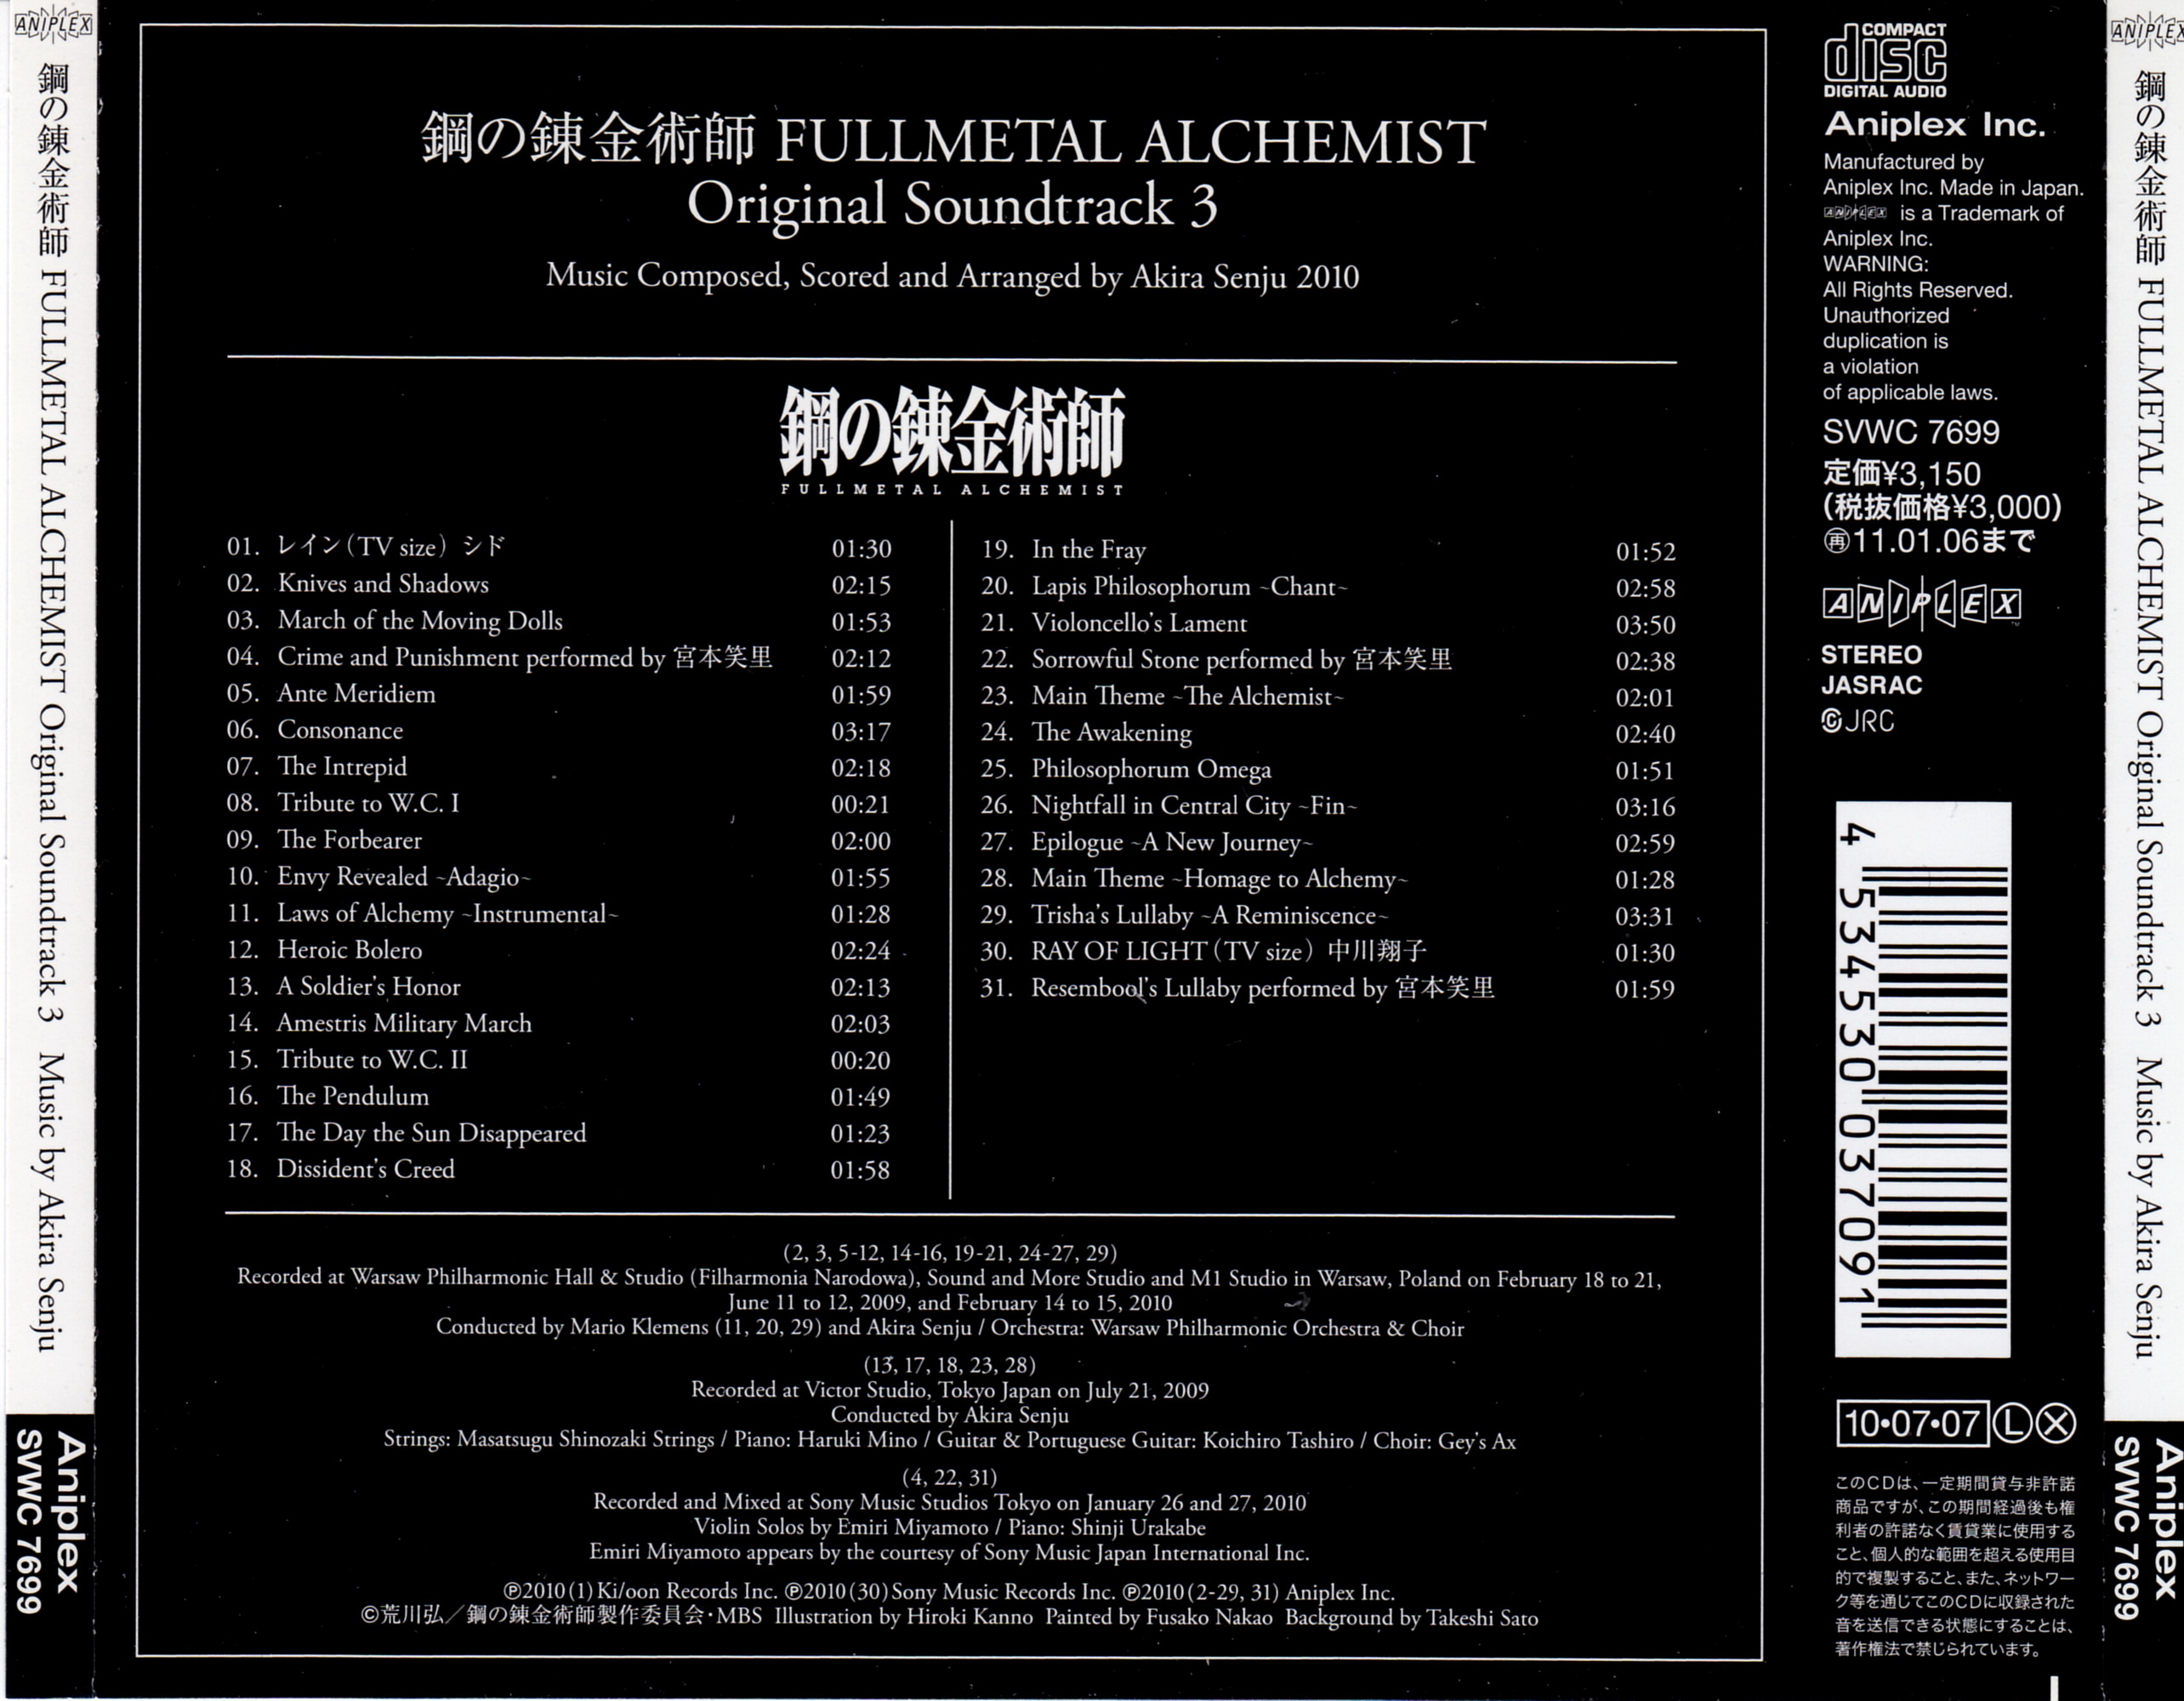 ANIPLEX
鋼の錬金術師 FULLMETAL ALCHEMIST Original Soundtrack 3 Music by Akira Senju
Aniplex
SVWC 7699
鋼の錬金術師 FULLMETAL ALCHEMIST
Original Soundtrack 3
Music Composed, Scored and Arranged by Akira Senju 2010
鋼の錬金術師
FULLMETAL ALCHEMIST
01. レイン(TV size) シド 01:30
02. Knives and Shadows 02:15
03. March of the Moving Dolls 01:53
04. Crime and Punishment performed by 宮本笑里 02:12
05. Ante Meridiem 01:59
06. Consonance 03:17
07. The Intrepid 02:18
08. Tribute to W.C. I 00:21
09. The Forbearer 02:00
10. Envy Revealed ~Adagio~ 01:55
11. Laws of Alchemy ~Instrumental~ 01:28
12. Heroic Bolero 02:24
13. A Soldier's Honor 02:13
14. Amestris Military March 02:03
15. Tribute to W.C. II 00:20
16. The Pendulum 01:49
17. The Day the Sun Disappeared 01:23
18. Dissident's Creed 01:58
19. In the Fray 01:52
20. Lapis Philosophorum ~Chant~ 02:58
21. Violoncello's Lament 03:50
22. Sorrowful Stone performed by 宮本笑里 02:38
23. Main Theme ~The Alchemist~ 02:01
24. The Awakening 02:40
25. Philosophorum Omega 01:51
26. Nightfall in Central City ~Fin~ 03:16
27. Epilogue ~A New Journey~ 02:59
28. Main Theme ~Homage to Alchemy~ 01:28
29. Trisha's Lullaby ~A Reminiscence~ 03:31
30. RAY OF LIGHT(TV size) 中川翔子 01:30
31. Resembool's Lullaby performed by 宮本笑里 01:59
(2, 3, 5-12, 14-16, 19-21, 24-27, 29)
Recorded at Warsaw Philharmonic Hall & Studio (Filharmonia Narodowa), Sound and More Studio and M1 Studio in Warsaw, Poland on February 18 to 21,
June 11 to 12, 2009, and February 14 to 15, 2010
Conducted by Mario Klemens (11, 20, 29) and Akira Senju / Orchestra: Warsaw Philharmonic Orchestra & Choir
(13, 17, 18, 23, 28)
Recorded at Victor Studio, Tokyo Japan on July 21, 2009
Conducted by Akira Senju
Strings: Masatsugu Shinozaki Strings / Piano: Haruki Mino / Guitar & Portuguese Guitar: Koichiro Tashiro / Choir: Gey's Ax
(4, 22, 31)
Recorded and Mixed at Sony Music Studios Tokyo on January 26 and 27, 2010
Violin Solos by Emiri Miyamoto / Piano: Shinji Urakabe
Emiri Miyamoto appears by the courtesy of Sony Music Japan International Inc.
℗2010(1)Ki/oon Records Inc. ℗2010(30)Sony Music Records Inc. ℗2010(2-29, 31) Aniplex Inc.
©荒川弘／鋼の錬金術師製作委員会・MBS Illustration by Hiroki Kanno Painted by Fusako Nakao Background by Takeshi Sato
COMPACT
disc
DIGITAL AUDIO
Aniplex Inc.
Manufactured by
Aniplex Inc. Made in Japan.
ANIPLEX is a Trademark of
Aniplex Inc.
WARNING:
All Rights Reserved.
Unauthorized
duplication is
a violation
of applicable laws.
SVWC 7699
定価¥3,150
(税抜価格¥3,000)
㊢11.01.06まで
ANIPLEX
STEREO
JASRAC
©JRC
4 534530 037091
10•07•07 Ⓛ Ⓧ
このCDは、一定期間貸与非許諾
商品ですが、この期間経過後も権
利者の許諾なく賃貸業に使用する
こと、個人的な範囲を超える使用目
的で複製すること、また、ネットワー
ク等を通じてこのCDに収録された
音を送信できる状態にすることは、
著作権法で禁じられています。
ANIPLEX
鋼の錬金術師 FULLMETAL ALCHEMIST Original Soundtrack 3 Music by Akira Senju
Aniplex
SVWC 7699